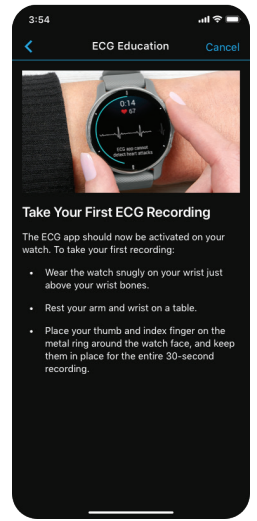 3:54
ECG Education
Cancel
0:14
67
ECG app cannot
detect heart attacks
Take Your First ECG Recording
The ECG app should now be activated on your
watch. To take your first recording:
• Wear the watch snugly on your wrist just
above your wrist bones.
• Rest your arm and wrist on a table.
• Place your thumb and index finger on the
metal ring around the watch face, and keep
them in place for the entire 30-second
recording.